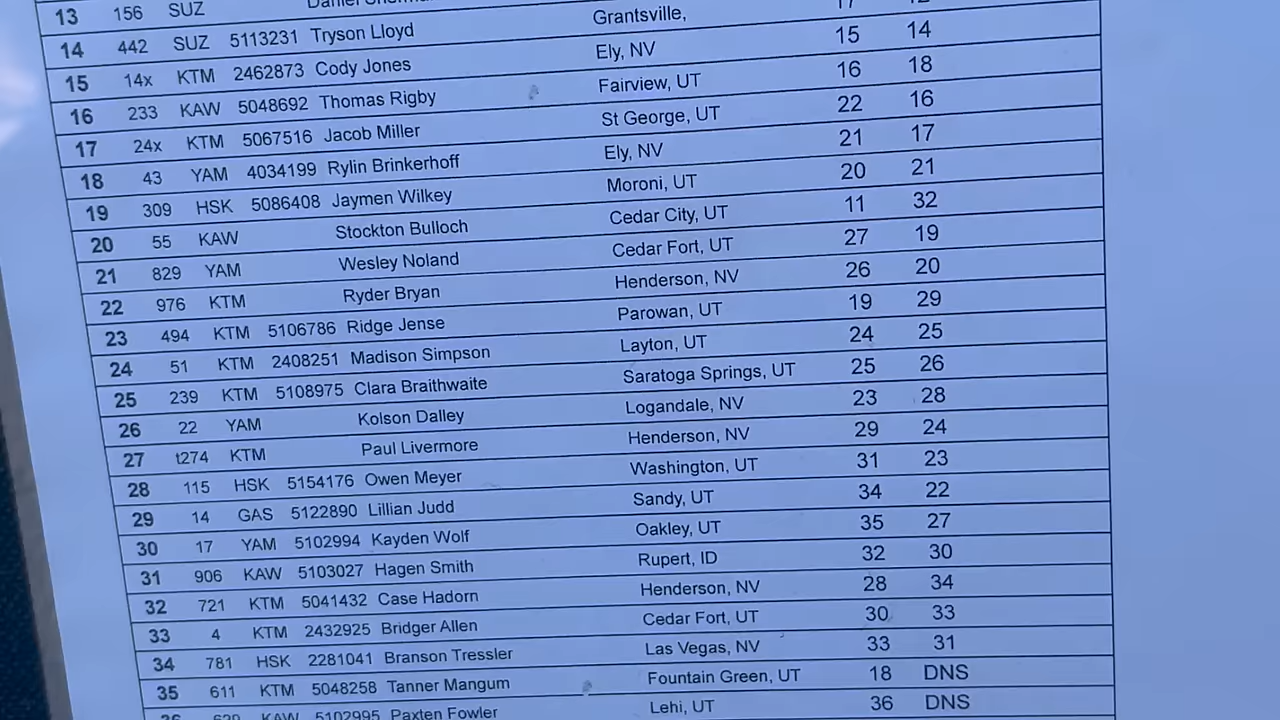 13 156 SUZ Daniel
14 442 SUZ 5113231 Tryson Lloyd Grantsville, 17 12
15 14x KTM 2462873 Cody Jones Ely, NV 15 14
16 233 KAW 5048692 Thomas Rigby Fairview, UT 16 18
17 24x KTM 5067516 Jacob Miller St George, UT 22 16
18 43 YAM 4034199 Rylin Brinkerhoff Ely, NV 21 17
19 309 HSK 5086408 Jaymen Wilkey Moroni, UT 20 21
20 55 KAW Stockton Bulloch Cedar City, UT 11 32
21 829 YAM Wesley Noland Cedar Fort, UT 27 19
22 976 KTM Ryder Bryan Henderson, NV 26 20
23 494 KTM 5106786 Ridge Jense Parowan, UT 19 29
24 51 KTM 2408251 Madison Simpson Layton, UT 24 25
25 239 KTM 5108975 Clara Braithwaite Saratoga Springs, UT 25 26
26 22 YAM Kolson Dalley Logandale, NV 23 28
27 t274 KTM Paul Livermore Henderson, NV 29 24
28 115 HSK 5154176 Owen Meyer Washington, UT 31 23
29 14 GAS 5122890 Lillian Judd Sandy, UT 34 22
30 17 YAM 5102994 Kayden Wolf Oakley, UT 35 27
31 906 KAW 5103027 Hagen Smith Rupert, ID 32 30
32 721 KTM 5041432 Case Hadorn Henderson, NV 28 34
33 4 KTM 2432925 Bridger Allen Cedar Fort, UT 30 33
34 781 HSK 2281041 Branson Tressler Las Vegas, NV 33 31
35 611 KTM 5048258 Tanner Mangum Fountain Green, UT 18 DNS
36 629 KAW 5102995 Paxten Fowler Lehi, UT 36 DNS